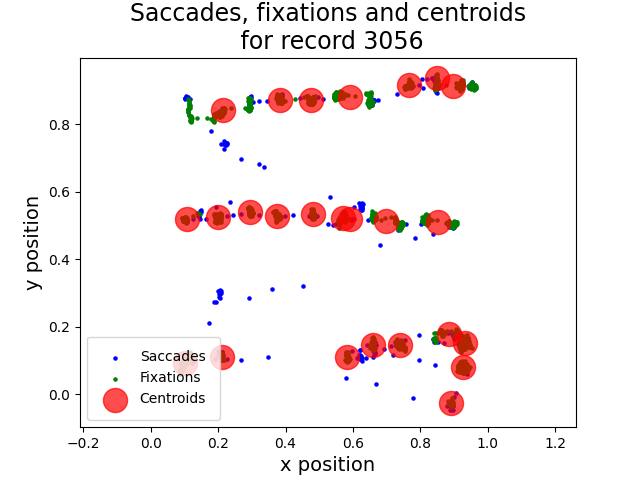 Saccades, fixations and centroids
for record 3056
y position
0.8
0.6
0.4
0.2
0.0
Saccades
Fixations
Centroids
−0.2 0.0 0.2 0.4 0.6 0.8 1.0 1.2
x position